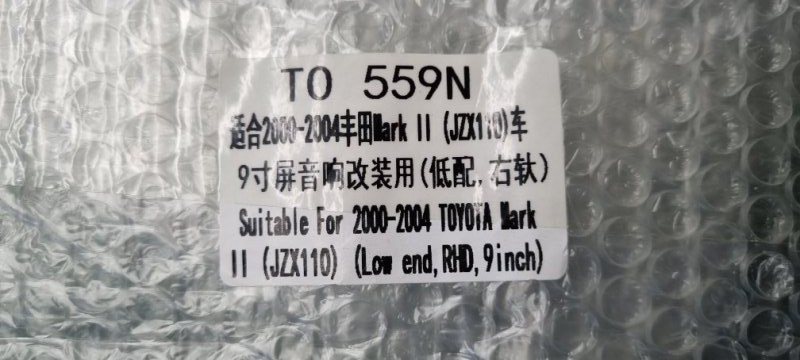 TO 559N
适合2000-2004丰田Mark II (JZX110)车
9寸屏音响改装用(低配,右软)
Suitable For 2000-2004 TOYOTA Mark
II (JZX110) (Low end,RHD,9inch)